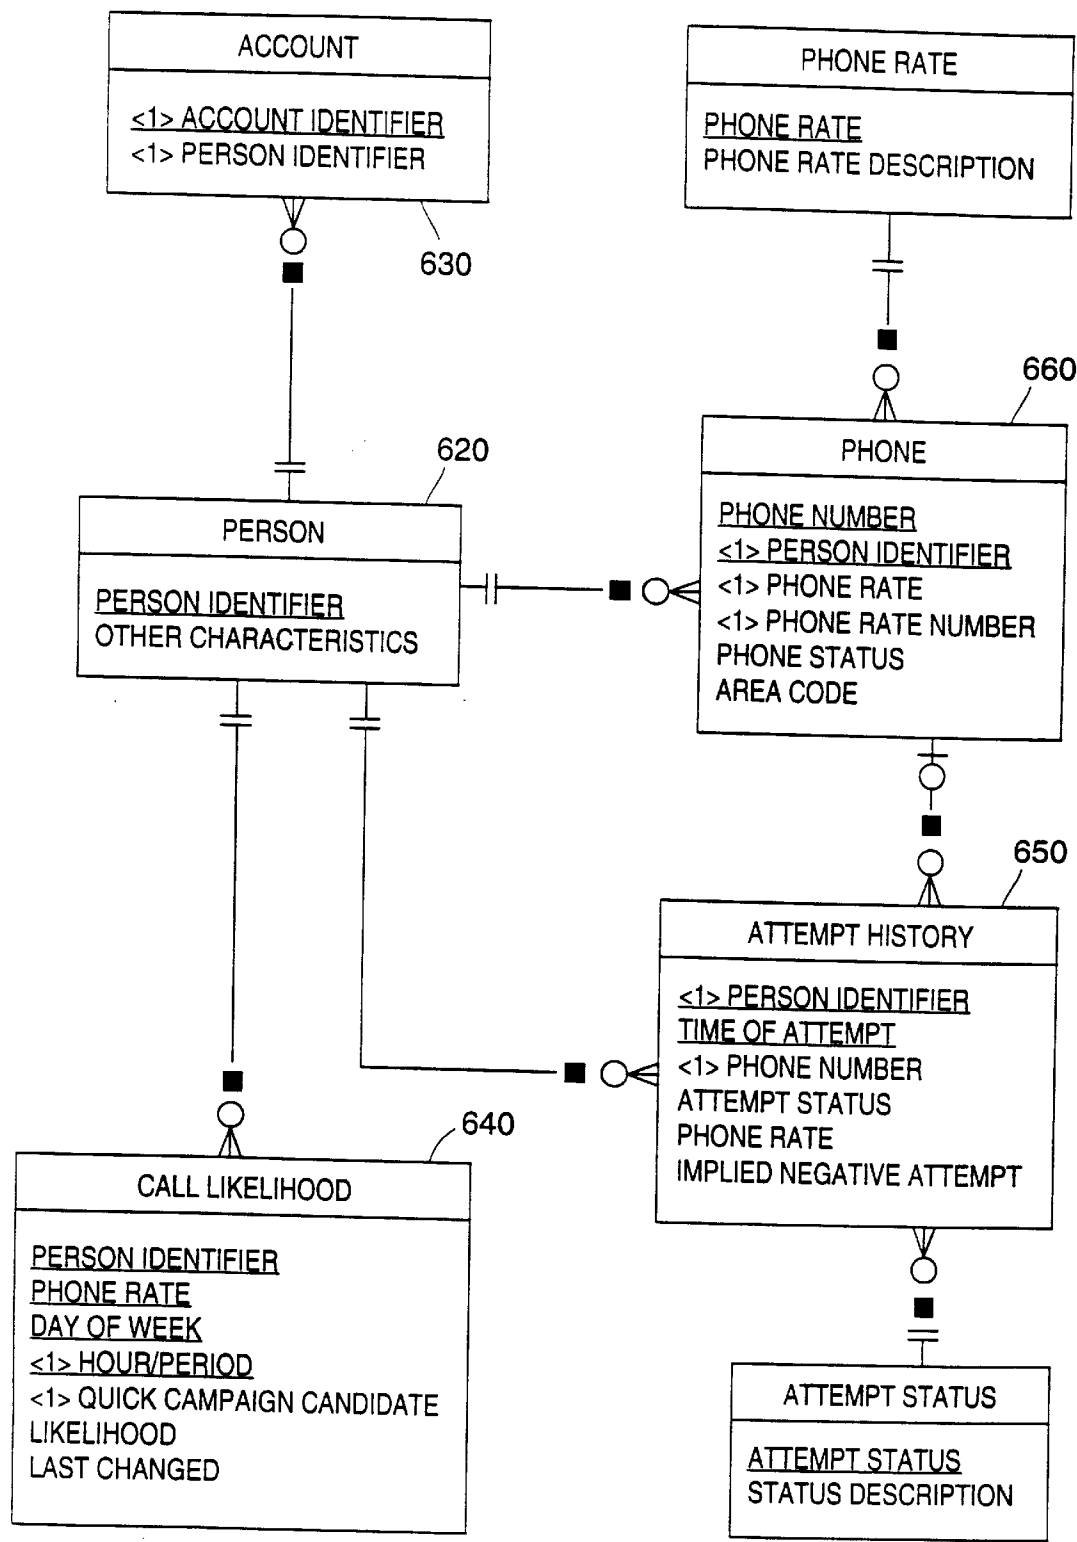 ACCOUNT
<1> ACCOUNT IDENTIFIER
<1> PERSON IDENTIFIER
630
PHONE RATE
PHONE RATE
PHONE RATE DESCRIPTION
660
PHONE
PHONE NUMBER
<1> PERSON IDENTIFIER
<1> PHONE RATE
<1> PHONE RATE NUMBER
PHONE STATUS
AREA CODE
620
PERSON
PERSON IDENTIFIER
OTHER CHARACTERISTICS
650
ATTEMPT HISTORY
<1> PERSON IDENTIFIER
TIME OF ATTEMPT
<1> PHONE NUMBER
ATTEMPT STATUS
PHONE RATE
IMPLIED NEGATIVE ATTEMPT
640
CALL LIKELIHOOD
PERSON IDENTIFIER
PHONE RATE
DAY OF WEEK
<1> HOUR/PERIOD
<1> QUICK CAMPAIGN CANDIDATE
LIKELIHOOD
LAST CHANGED
ATTEMPT STATUS
ATTEMPT STATUS
STATUS DESCRIPTION